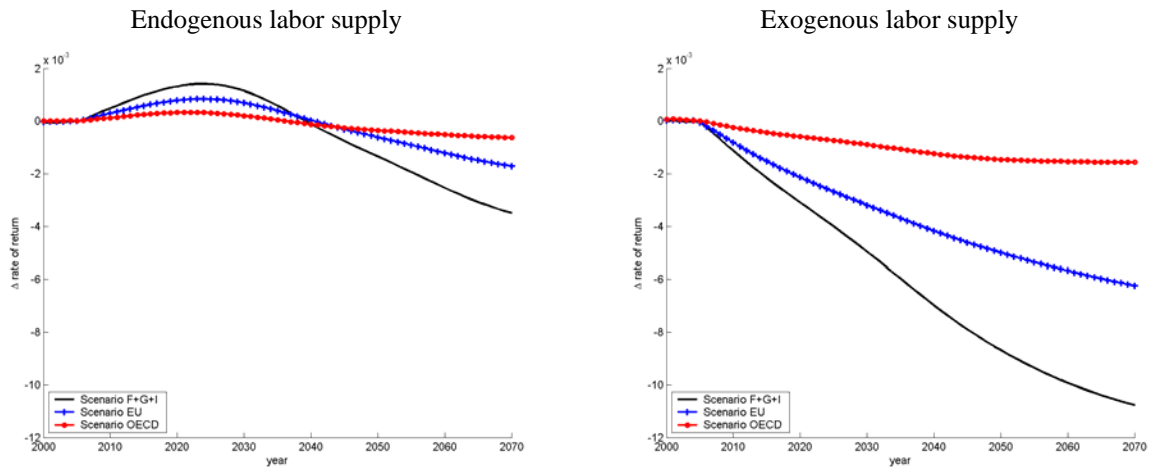 Endogenous labor supply
Exogenous labor supply
x 10⁻³
2
0
-2
-4
-6
-8
-10
-12
Δ rate of return
Scenario F+G+I
Scenario EU
Scenario OECD
2000 2010 2020 2030 2040 2050 2060 2070
year
x 10⁻³
2
0
-2
-4
-6
-8
-10
-12
Δ rate of return
Scenario F+G+I
Scenario EU
Scenario OECD
2000 2010 2020 2030 2040 2050 2060 2070
year